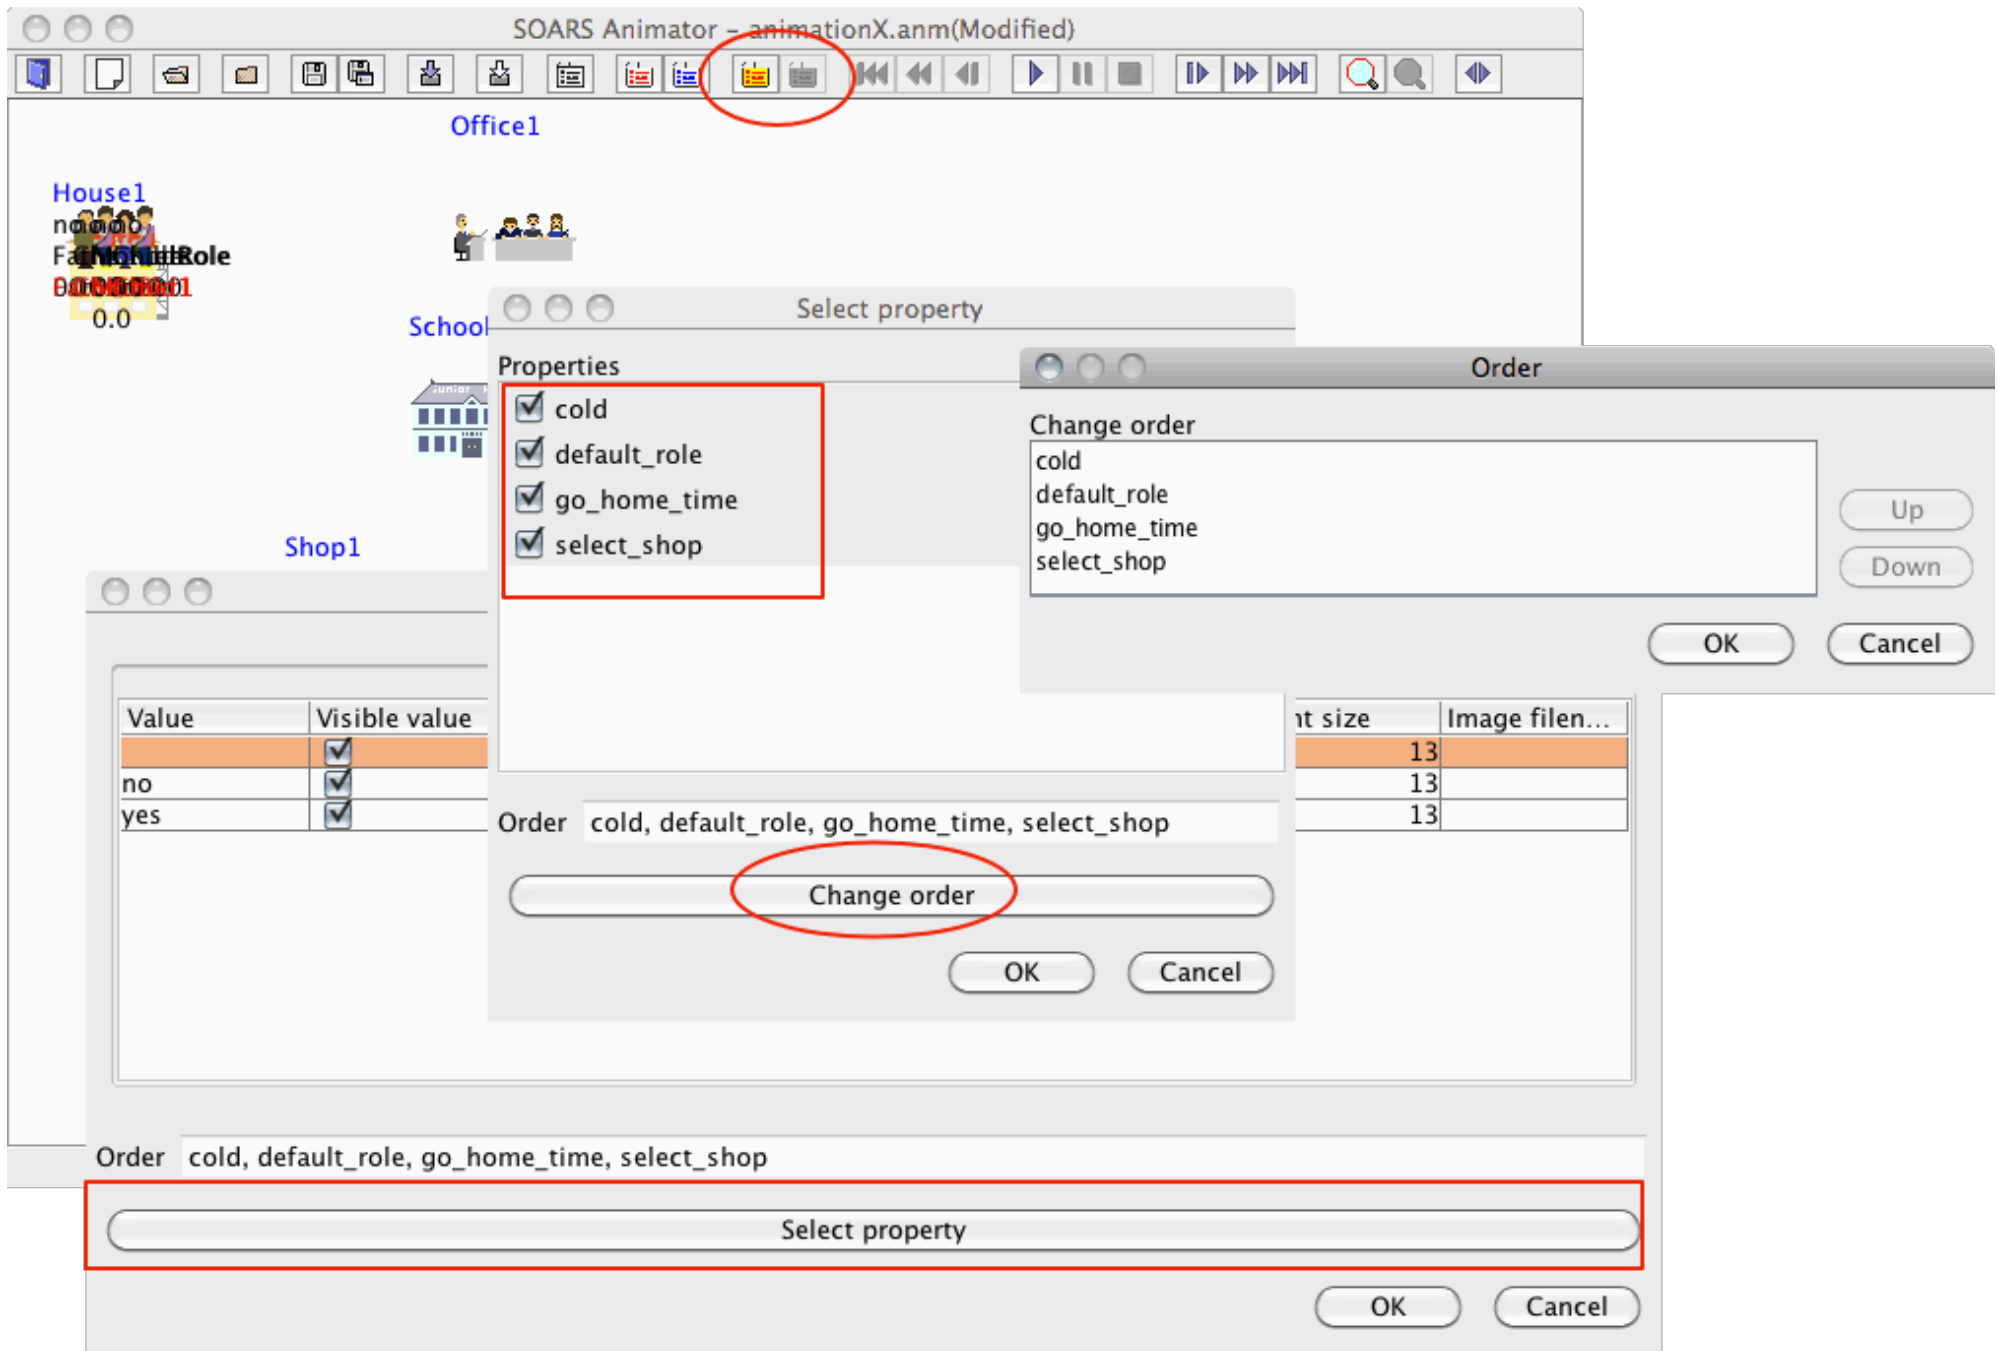 SOARS Animator – animationX.anm(Modified)
Office1
House1
0.0
School
Junior
Shop1
Select property
Properties
cold
default_role
go_home_time
select_shop
Order
Change order
cold
default_role
go_home_time
select_shop
Up
Down
OK Cancel
Value Visible value nt size Image filen...
13
no 13
yes 13
Order cold, default_role, go_home_time, select_shop
Change order
OK Cancel
Order cold, default_role, go_home_time, select_shop
Select property
OK Cancel